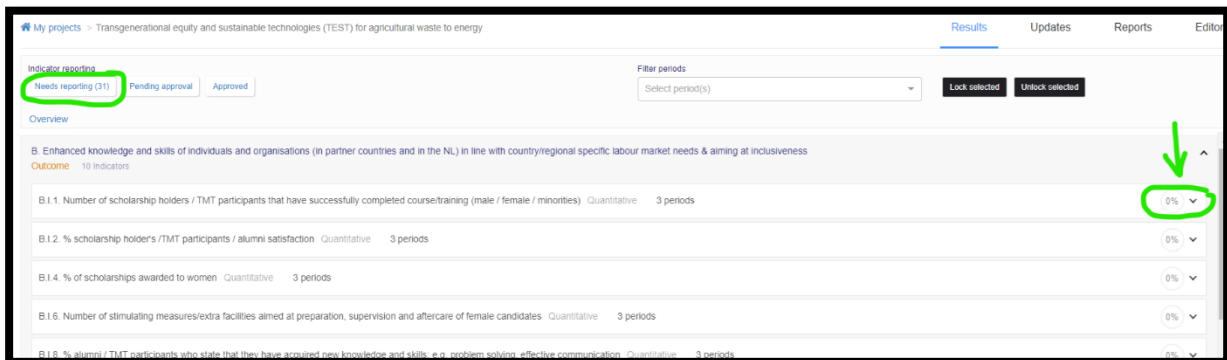 My projects > Transgenerational equity and sustainable technologies (TEST) for agricultural waste to energy
Results Updates Reports Editor
Indicator reporting
Filter periods
Needs reporting (31) Pending approval Approved
Select period(s)
Lock selected Unlock selected
Overview
B. Enhanced knowledge and skills of individuals and organisations (in partner countries and in the NL) in line with country/regional specific labour market needs & aiming at inclusiveness
Outcome 10 indicators
B.I.1. Number of scholarship holders / TMT participants that have successfully completed course/training (male / female / minorities) Quantitative 3 periods 0%
B.I.2. % scholarship holder's /TMT participants / alumni satisfaction Quantitative 3 periods 0%
B.I.4. % of scholarships awarded to women Quantitative 3 periods 0%
B.I.6. Number of stimulating measures/extra facilities aimed at preparation, supervision and aftercare of female candidates Quantitative 3 periods 0%
B.I.8. % alumni / TMT participants who state that they have acquired new knowledge and skills: e.g. problem solving, effective communication Quantitative 3 periods 0%